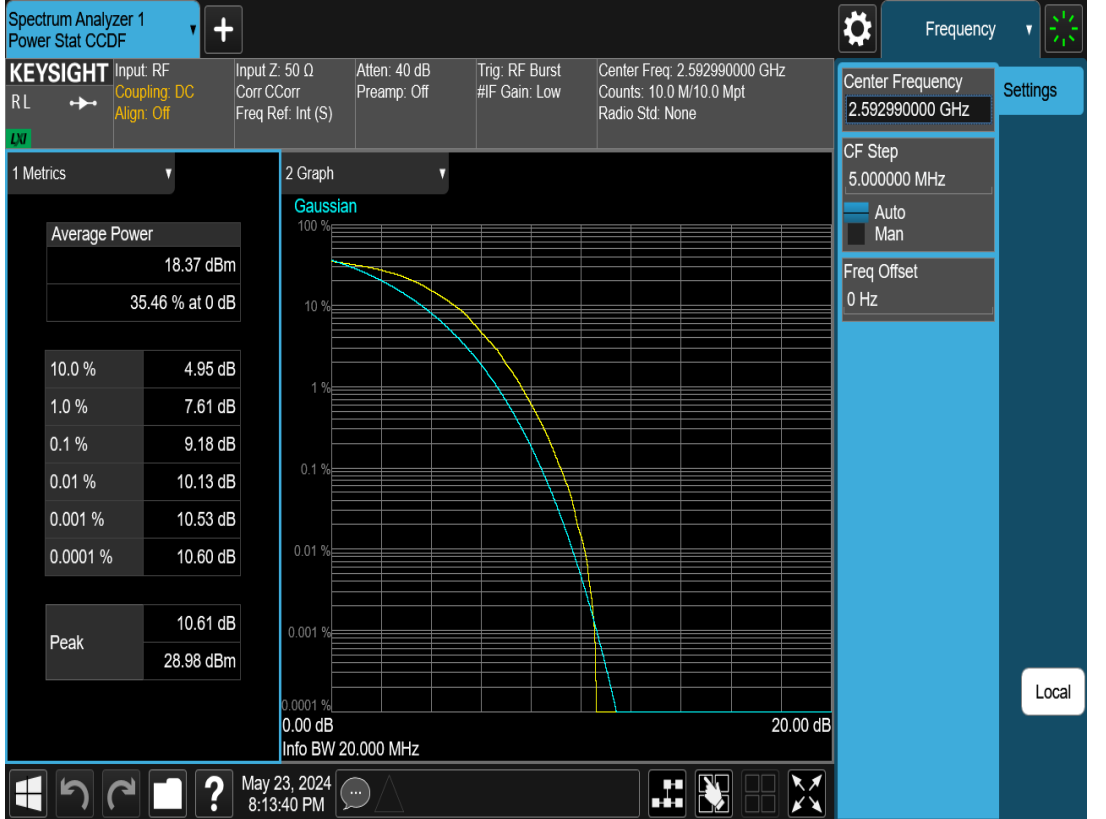 Spectrum Analyzer 1
Power Stat CCDF
Frequency
KEYSIGHT
RL
LXI
Input: RF
Coupling: DC
Align: Off
Input Z: 50 Ω
Corr CCorr
Freq Ref: Int (S)
Atten: 40 dB
Preamp: Off
Trig: RF Burst
#IF Gain: Low
Center Freq: 2.592990000 GHz
Counts: 10.0 M/10.0 Mpt
Radio Std: None
Center Frequency
2.592990000 GHz
Settings
CF Step
5.000000 MHz
Auto
Man
Freq Offset
0 Hz
Local
1 Metrics
Average Power
18.37 dBm
35.46 % at 0 dB
10.0 % 4.95 dB
1.0 % 7.61 dB
0.1 % 9.18 dB
0.01 % 10.13 dB
0.001 % 10.53 dB
0.0001 % 10.60 dB
Peak 10.61 dB
28.98 dBm
2 Graph
Gaussian
100 %
10 %
1 %
0.1 %
0.01 %
0.001 %
0.0001 %
0.00 dB 20.00 dB
Info BW 20.000 MHz
?
May 23, 2024
8:13:40 PM